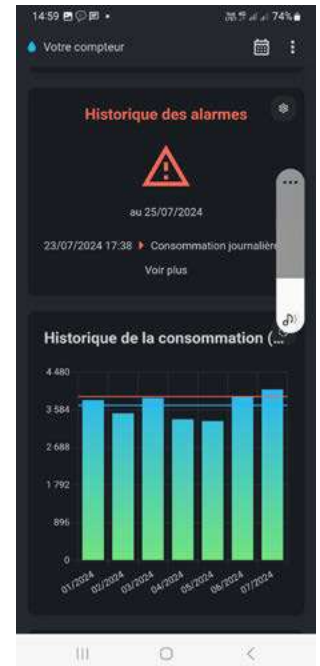 14:59 74%
Votre compteur
Historique des alarmes
au 25/07/2024
23/07/2024 17:38 Consommation journalièr
Voir plus
Historique de la consommation (...
4 480
3 584
2 688
1 792
896
0
01/2024 02/2024 03/2024 04/2024 05/2024 06/2024 07/2024